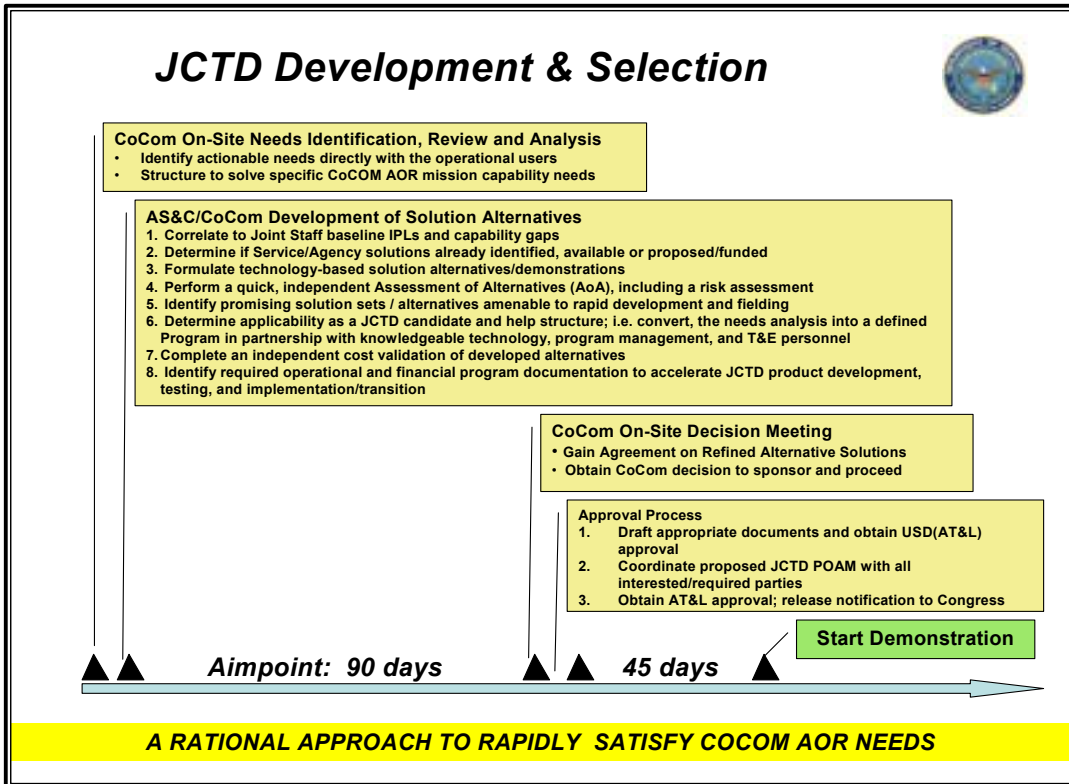 JCTD Development & Selection
CoCom On-Site Needs Identification, Review and Analysis
• Identify actionable needs directly with the operational users
• Structure to solve specific CoCOM AOR mission capability needs
AS&C/CoCom Development of Solution Alternatives
1. Correlate to Joint Staff baseline IPLs and capability gaps
2. Determine if Service/Agency solutions already identified, available or proposed/funded
3. Formulate technology-based solution alternatives/demonstrations
4. Perform a quick, independent Assessment of Alternatives (AoA), including a risk assessment
5. Identify promising solution sets / alternatives amenable to rapid development and fielding
6. Determine applicability as a JCTD candidate and help structure; i.e. convert, the needs analysis into a defined
Program in partnership with knowledgeable technology, program management, and T&E personnel
7. Complete an independent cost validation of developed alternatives
8. Identify required operational and financial program documentation to accelerate JCTD product development,
testing, and implementation/transition
CoCom On-Site Decision Meeting
• Gain Agreement on Refined Alternative Solutions
• Obtain CoCom decision to sponsor and proceed
Approval Process
1. Draft appropriate documents and obtain USD(AT&L)
approval
2. Coordinate proposed JCTD POAM with all
interested/required parties
3. Obtain AT&L approval; release notification to Congress
Start Demonstration
Aimpoint: 90 days
45 days
A RATIONAL APPROACH TO RAPIDLY SATISFY COCOM AOR NEEDS